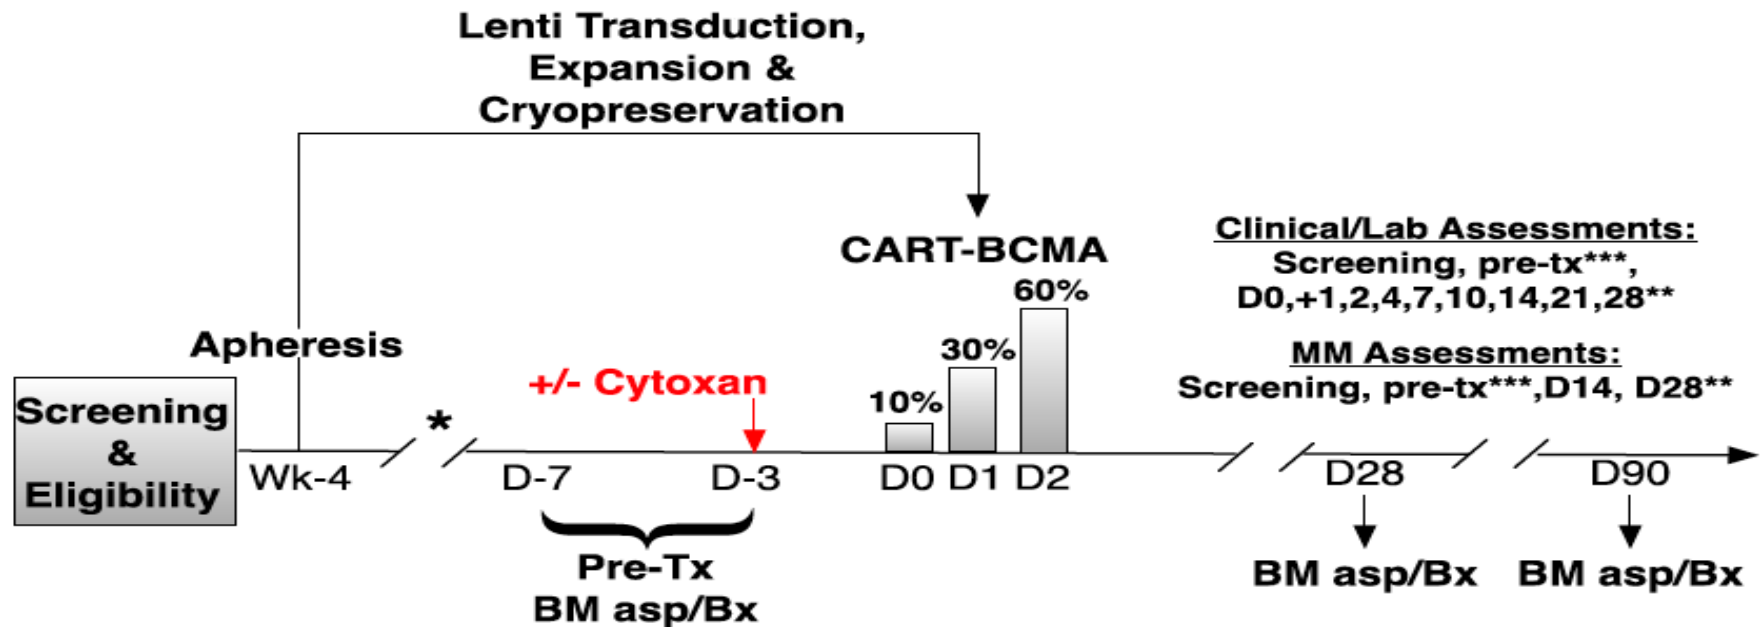 Lenti Transduction,
Expansion &
Cryopreservation
CART-BCMA
10%
30%
60%
Apheresis
Screening
&
Eligibility
*
+/- Cytoxan
Wk-4
D-7
D-3
D0
D1
D2
D28
D90
Pre-Tx
BM asp/Bx
BM asp/Bx
BM asp/Bx
Clinical/Lab Assessments:
Screening, pre-tx***,
D0,+1,2,4,7,10,14,21,28**
MM Assessments:
Screening, pre-tx***,D14, D28**